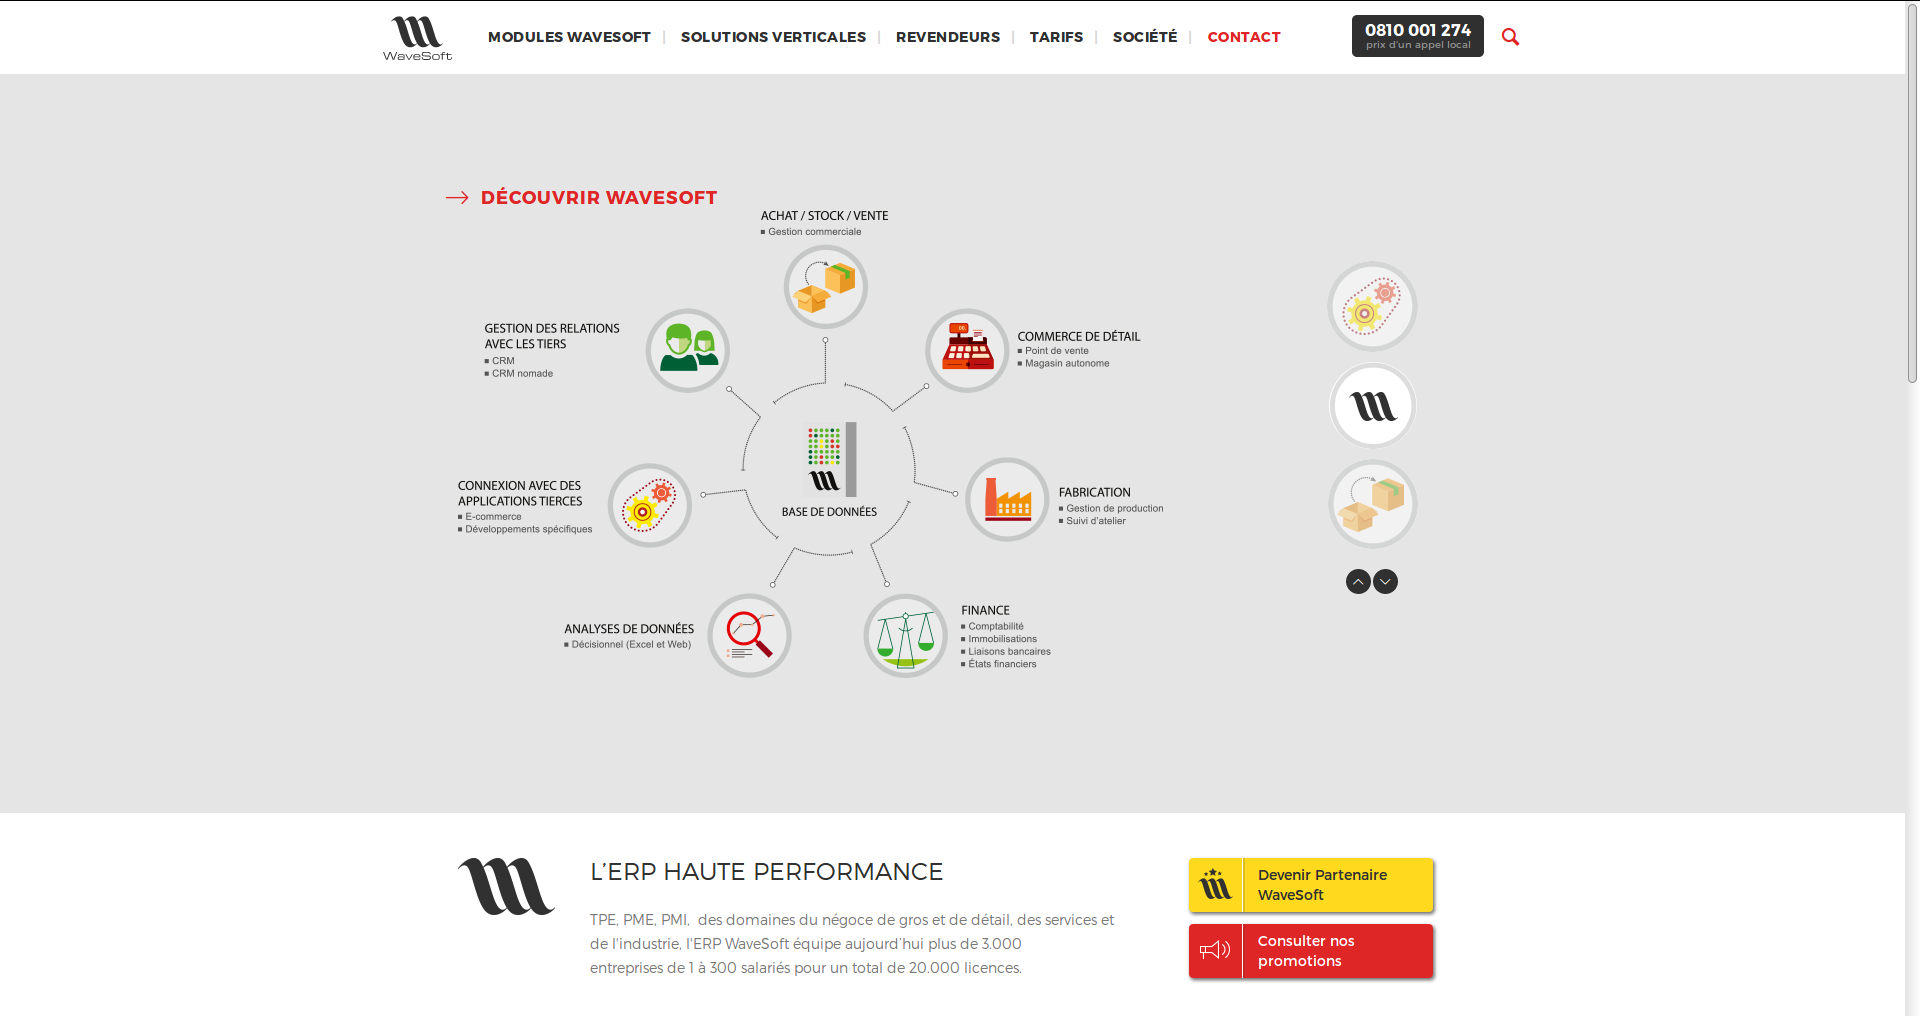 WaveSoft
MODULES WAVESOFT | SOLUTIONS VERTICALES | REVENDEURS | TARIFS | SOCIÉTÉ | CONTACT
0810 001 274
prix d'un appel local
DÉCOUVRIR WAVESOFT
ACHAT / STOCK / VENTE
Gestion commerciale
GESTION DES RELATIONS
AVEC LES TIERS
CRM
CRM nomade
COMMERCE DE DÉTAIL
Point de vente
Magasin autonome
CONNEXION AVEC DES
APPLICATIONS TIERCES
E-commerce
Développements spécifiques
BASE DE DONNÉES
FABRICATION
Gestion de production
Suivi d'atelier
ANALYSES DE DONNÉES
Décisionnel (Excel et Web)
FINANCE
Comptabilité
Immobilisations
Liaisons bancaires
États financiers
L'ERP HAUTE PERFORMANCE
TPE, PME, PMI,  des domaines du négoce de gros et de détail, des services et
de l'industrie, l'ERP WaveSoft équipe aujourd'hui plus de 3.000
entreprises de 1 à 300 salariés pour un total de 20.000 licences.
Devenir Partenaire
WaveSoft
Consulter nos
promotions